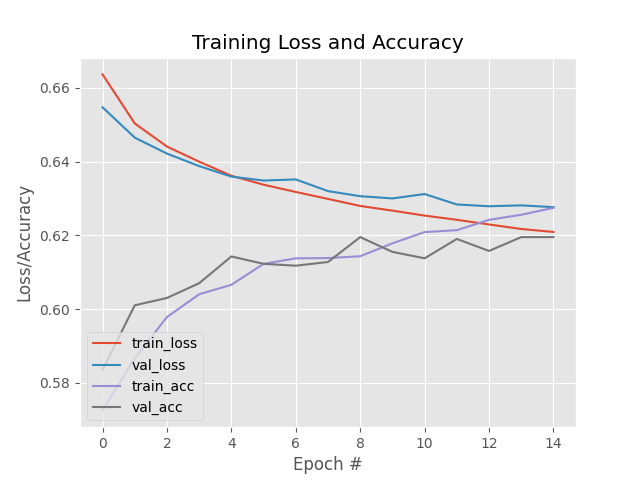 Training Loss and Accuracy
Loss/Accuracy
0.66
0.64
0.62
0.60
0.58
train_loss
val_loss
train_acc
val_acc
0 2 4 6 8 10 12 14
Epoch #